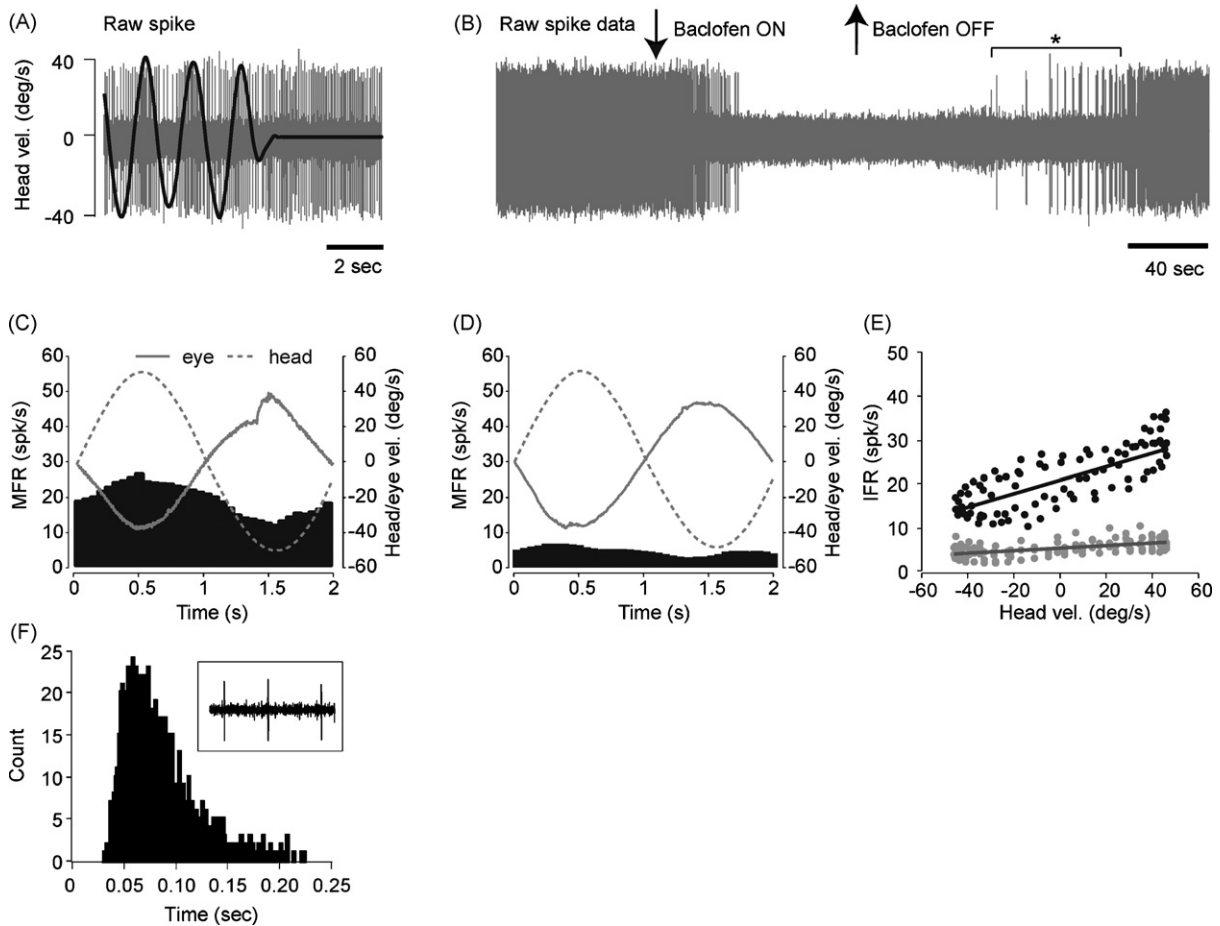 (A) Raw spike
Head vel. (deg/s)
40
0
-40
2 sec
(B) Raw spike data Baclofen ON Baclofen OFF
*
40 sec
(C)
eye head
MFR (spk/s)
60
50
40
30
20
10
0
60
40
20
0
-20
-40
-60
Head/eye vel. (deg/s)
0 0.5 1 1.5 2
Time (s)
(D)
MFR (spk/s)
60
50
40
30
20
10
0
60
40
20
0
-20
-40
-60
Head/eye vel. (deg/s)
0 0.5 1 1.5 2
Time (s)
(E)
IFR (spk/s)
50
40
30
20
10
0
-60 -40 -20 0 20 40 60
Head vel. (deg/s)
(F)
Count
25
20
15
10
5
0
0 0.05 0.10 0.15 0.20 0.25
Time (sec)